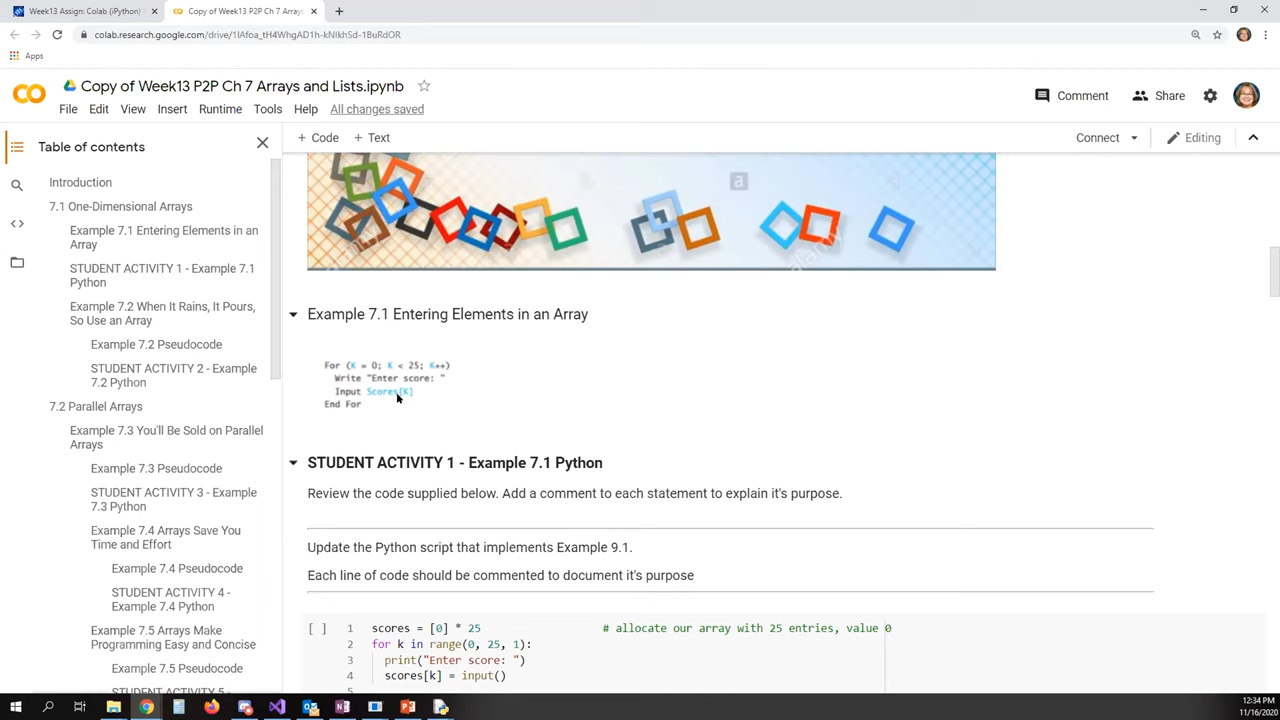 Week13 Assign: Colab (iPython)
Copy of Week13 P2P Ch 7 Arrays
colab.research.google.com/drive/1IAfoa_tH4WhgAD1h-kNlkhSd-1BuRdOR
Apps
Copy of Week13 P2P Ch 7 Arrays and Lists.ipynb
File Edit View Insert Runtime Tools Help All changes saved
Comment Share
+ Code + Text
Connect Editing
Table of contents
Introduction
7.1 One-Dimensional Arrays
Example 7.1 Entering Elements in an
Array
STUDENT ACTIVITY 1 - Example 7.1
Python
Example 7.2 When It Rains, It Pours,
So Use an Array
Example 7.2 Pseudocode
STUDENT ACTIVITY 2 - Example
7.2 Python
7.2 Parallel Arrays
Example 7.3 You'll Be Sold on Parallel
Arrays
Example 7.3 Pseudocode
STUDENT ACTIVITY 3 - Example
7.3 Python
Example 7.4 Arrays Save You
Time and Effort
Example 7.4 Pseudocode
STUDENT ACTIVITY 4 -
Example 7.4 Python
Example 7.5 Arrays Make
Programming Easy and Concise
Example 7.5 Pseudocode
STUDENT ACTIVITY 5 -
a
Example 7.1 Entering Elements in an Array
For (K = 0; K < 25; K++)
Write "Enter score: "
Input Scores[K]
End For
STUDENT ACTIVITY 1 - Example 7.1 Python
Review the code supplied below. Add a comment to each statement to explain it's purpose.
Update the Python script that implements Example 9.1.
Each line of code should be commented to document it's purpose
[ ] 1 scores = [0] * 25 # allocate our array with 25 entries, value 0
2 for k in range(0, 25, 1):
3 print("Enter score: ")
4 scores[k] = input()
5
12:34 PM
11/16/2020